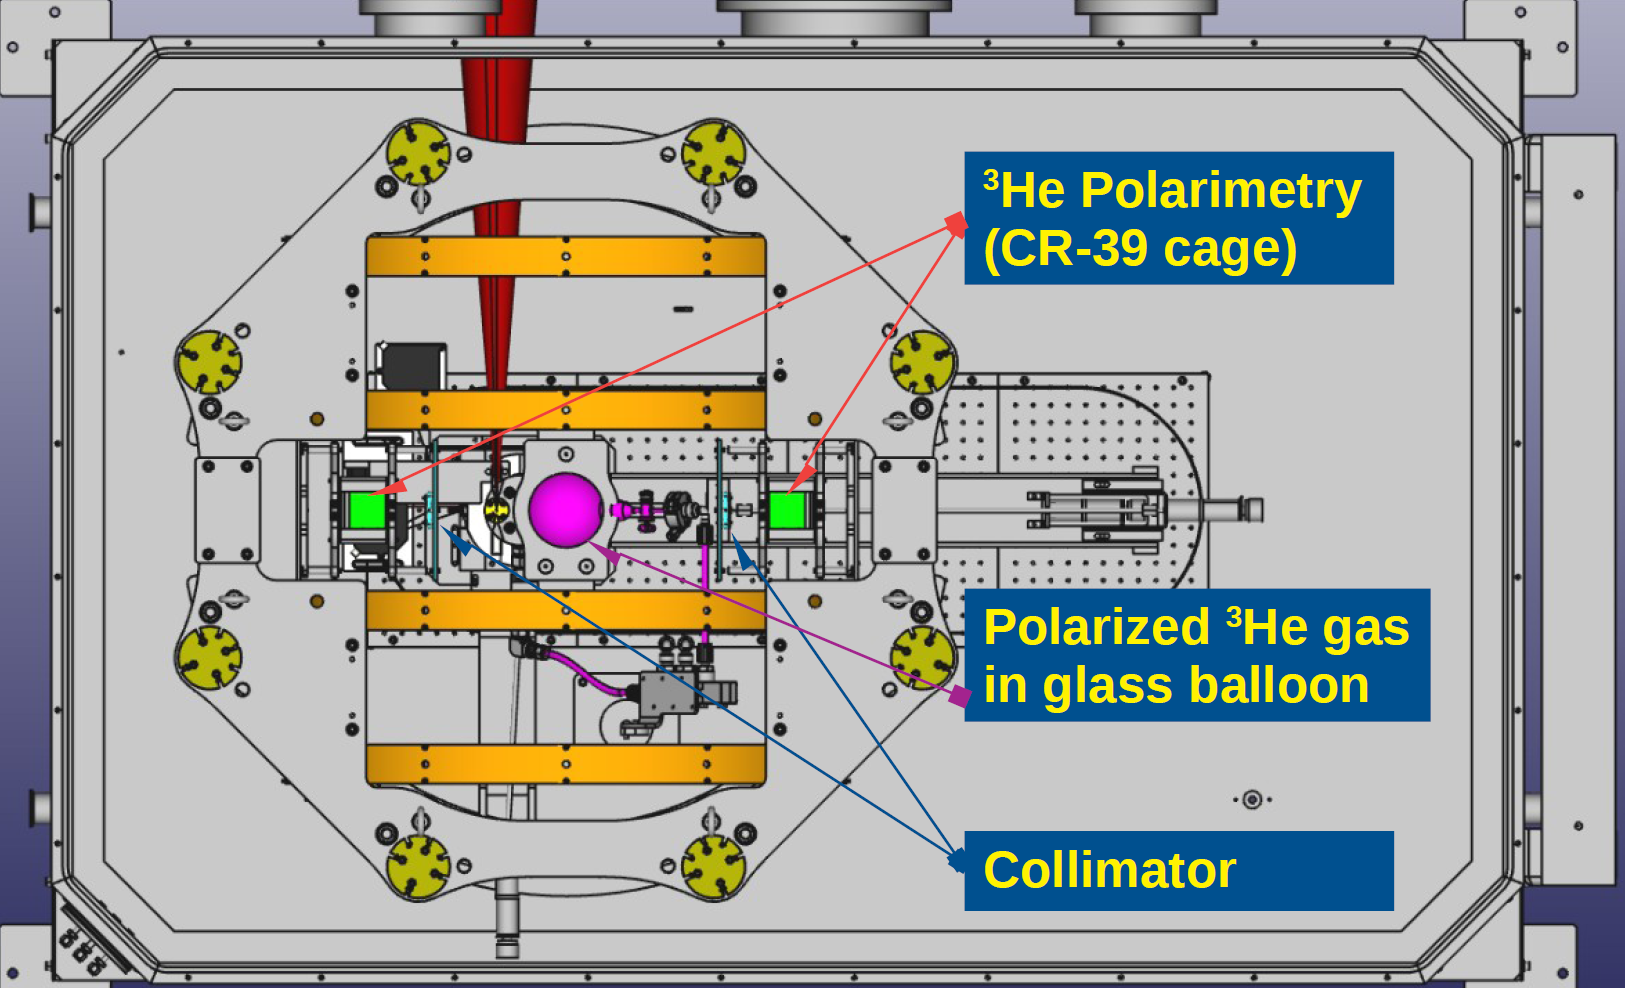 ³He Polarimetry
(CR-39 cage)
Polarized ³He gas
in glass balloon
Collimator